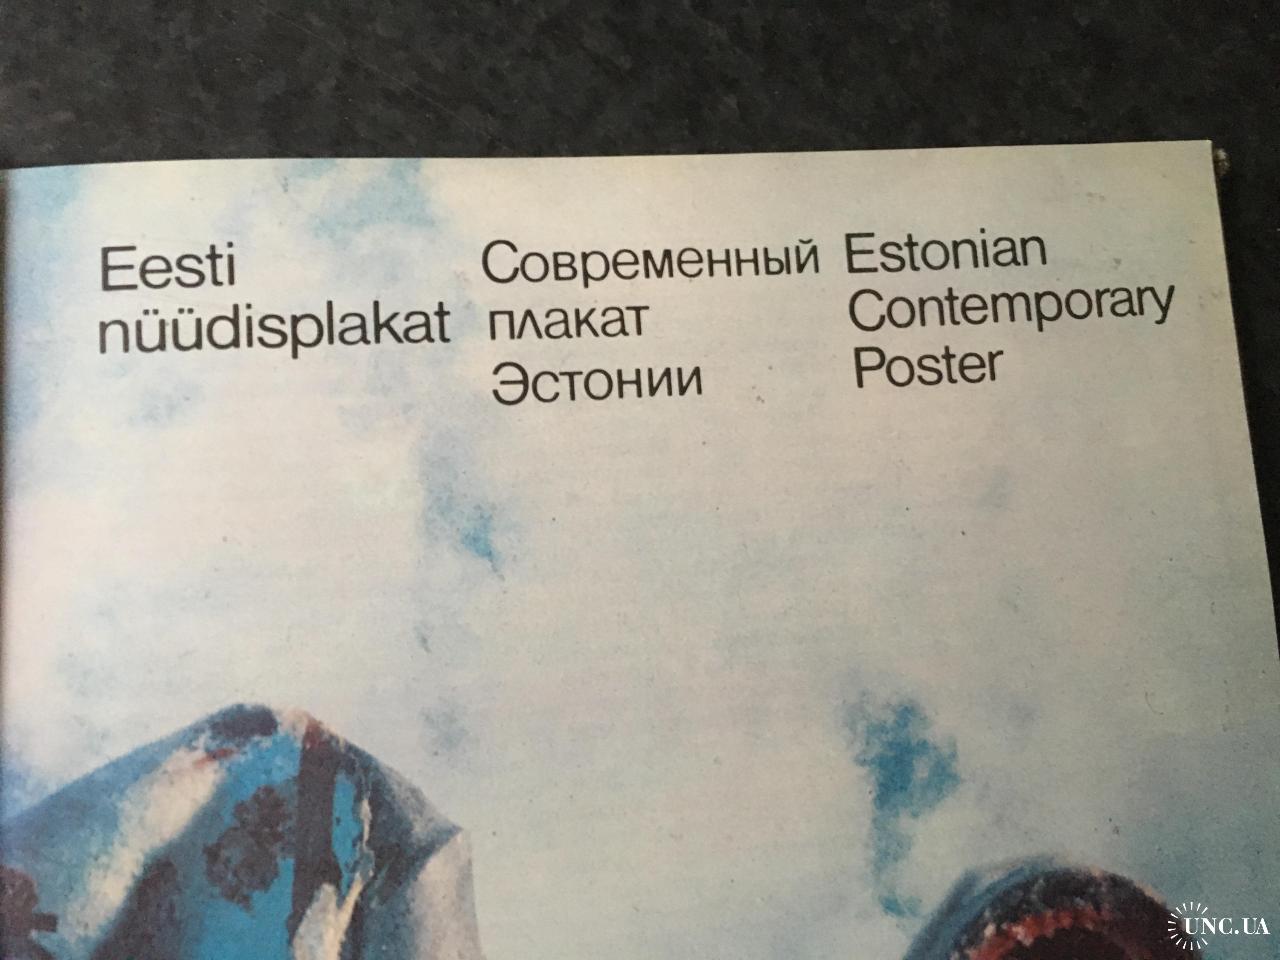 Eesti
nüüdisplakat
Современный
плакат
Эстонии
Estonian
Contemporary
Poster
UNC.UA